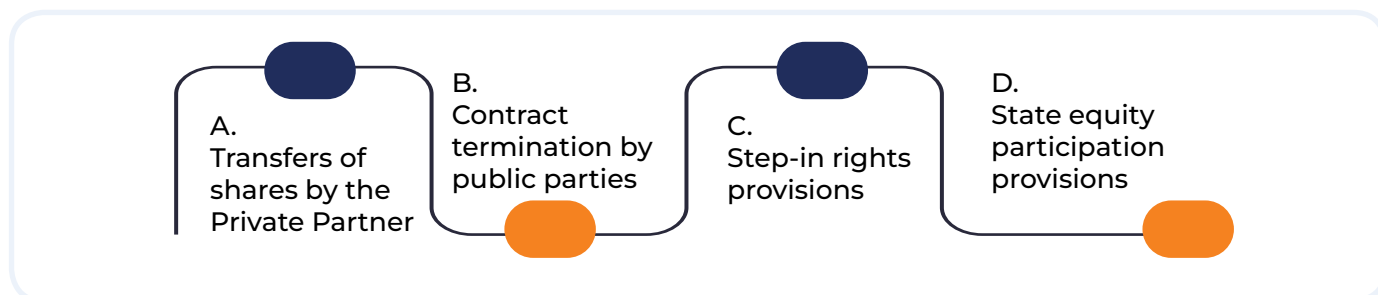 A.
Transfers of
shares by the
Private Partner
B.
Contract
termination by
public parties
C.
Step-in rights
provisions
D.
State equity
participation
provisions